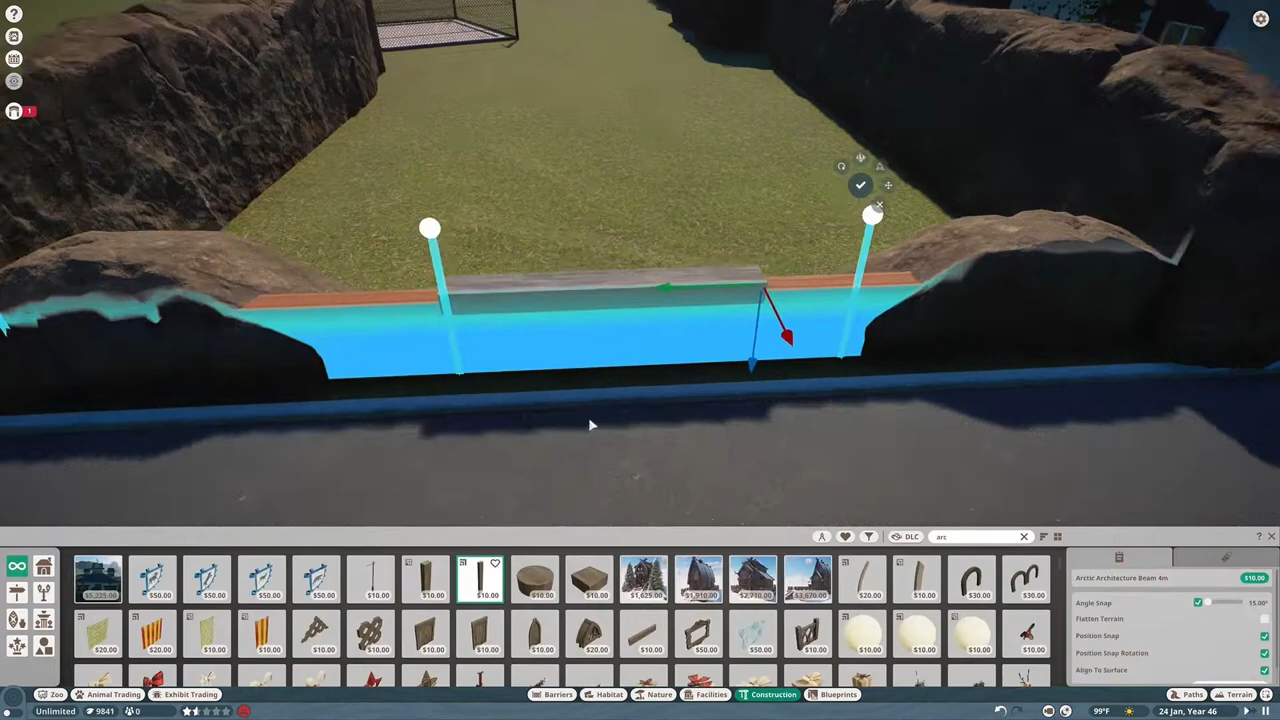 ?
1
DLC
arc
?
$5,225.00
$50.00
$50.00
$50.00
$50.00
$10.00
$10.00
$10.00
$10.00
$10.00
$1,625.00
$1,910.00
$2,710.00
$3,670.00
$20.00
$10.00
$30.00
$30.00
$20.00
$10.00
$20.00
$10.00
$10.00
$10.00
$10.00
$10.00
$10.00
$20.00
$10.00
$50.00
$50.00
$10.00
$10.00
$10.00
$10.00
$10.00
Arctic Architecture Beam 4m
$10.00
Angle Snap
15.00°
Flatten Terrain
Position Snap
Position Snap Rotation
Align To Surface
Zoo
Animal Trading
Exhibit Trading
Barriers
Habitat
Nature
Facilities
Construction
Blueprints
Paths
Terrain
Unlimited
9841
0
99°F
24 Jan, Year 46